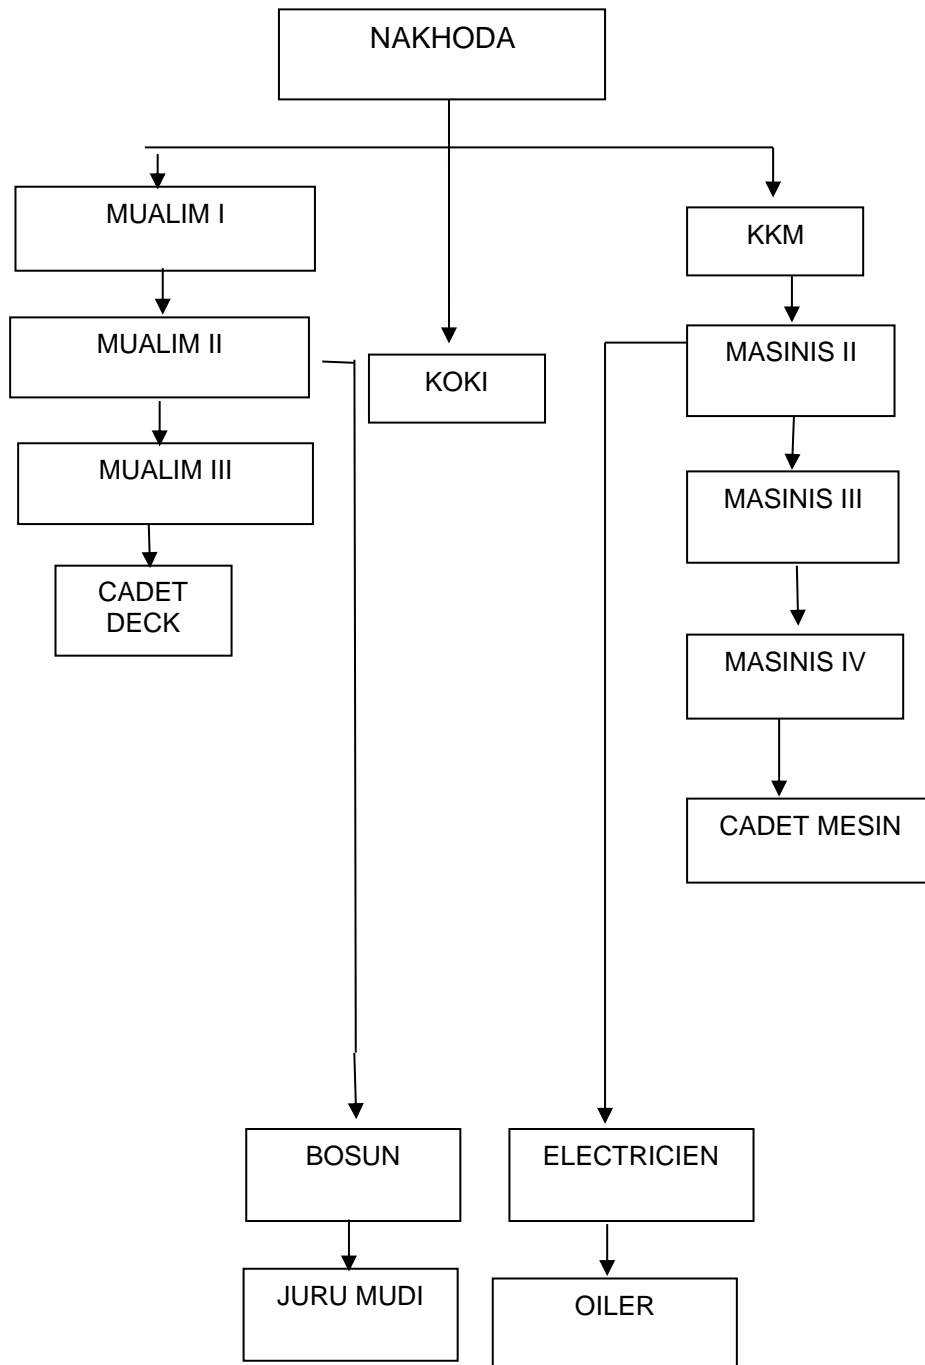 NAKHODA
MUALIM I
KKM
MUALIM II
MASINIS II
KOKI
MUALIM III
MASINIS III
CADET
DECK
MASINIS IV
CADET MESIN
BOSUN
ELECTRICIEN
JURU MUDI
OILER